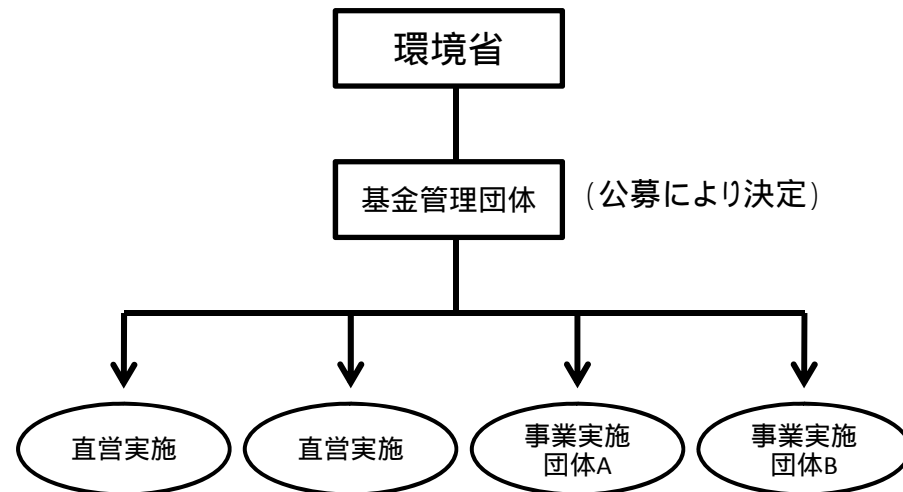 環境省
基金管理団体
(公募により決定)
直営実施
直営実施
事業実施
団体A
事業実施
団体B